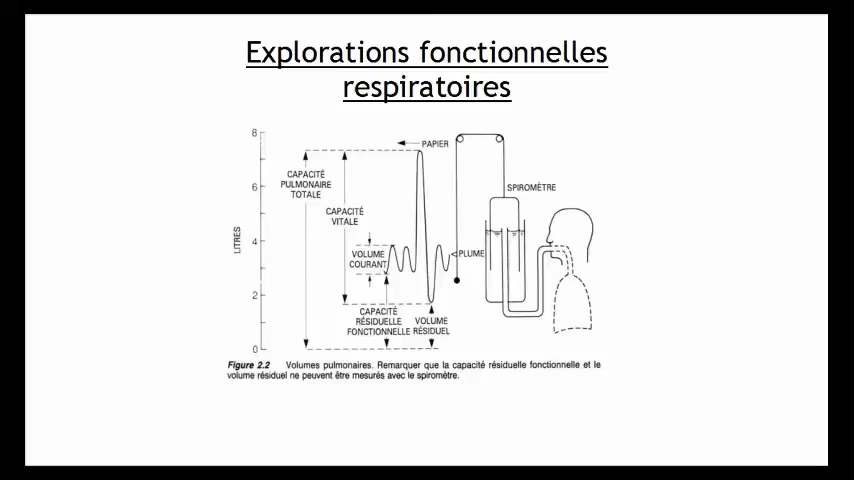 Explorations fonctionnelles
respiratoires
8
PAPIER
CAPACITÉ
PULMONAIRE
TOTALE
6
SPIROMÈTRE
CAPACITÉ
VITALE
LITRES
4
VOLUME
COURANT
PLUME
2
CAPACITÉ
RÉSIDUELLE
FONCTIONNELLE
VOLUME
RÉSIDUEL
0
Figure 2.2 Volumes pulmonaires. Remarquer que la capacité résiduelle fonctionnelle et le
volume résiduel ne peuvent être mesurés avec le spiromètre.